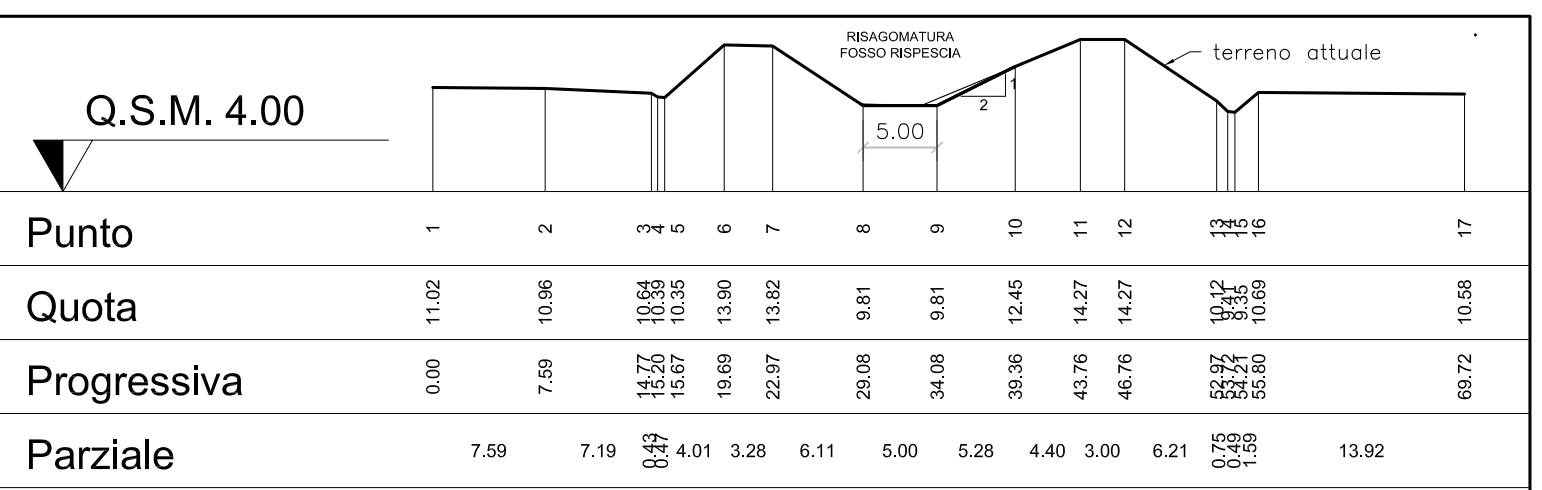 RISAGOMATURA
FOSSO RISPESCIA
terreno attuale
Q.S.M. 4.00
1
2
5.00
Punto 1 2 3 4 5 6 7 8 9 10 11 12 13 14 15 16 17
Quota 11.02 10.96 10.64 10.39 10.35 13.90 13.82 9.81 9.81 12.45 14.27 14.27 10.12 9.41 9.35 10.69 10.58
Progressiva 0.00 7.59 14.77 15.20 15.67 19.69 22.97 29.08 34.08 39.36 43.76 46.76 52.97 53.72 54.21 55.80 69.72
Parziale 7.59 7.19 0.43 0.47 4.01 3.28 6.11 5.00 5.28 4.40 3.00 6.21 0.75 0.49 1.59 13.92